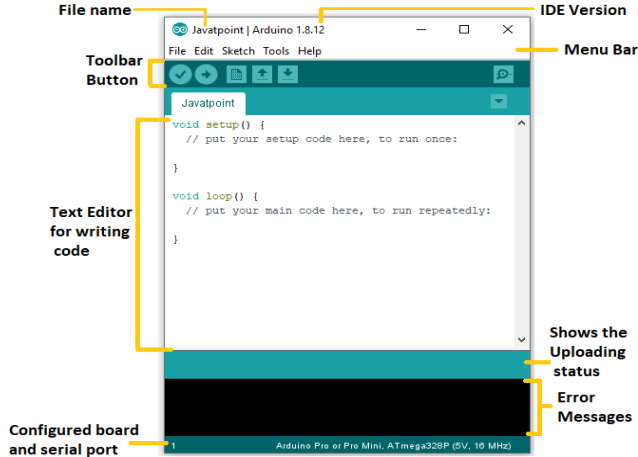 File name
IDE Version
Javatpoint | Arduino 1.8.12
File Edit Sketch Tools Help
Menu Bar
Toolbar
Button
Javatpoint
void setup() {
// put your setup code here, to run once:
}
void loop() {
// put your main code here, to run repeatedly:
}
Text Editor
for writing
code
Shows the
Uploading
status
Error
Messages
Configured board
and serial port
1
Arduino Pro or Pro Mini, ATmega328P (5V, 16 MHz)